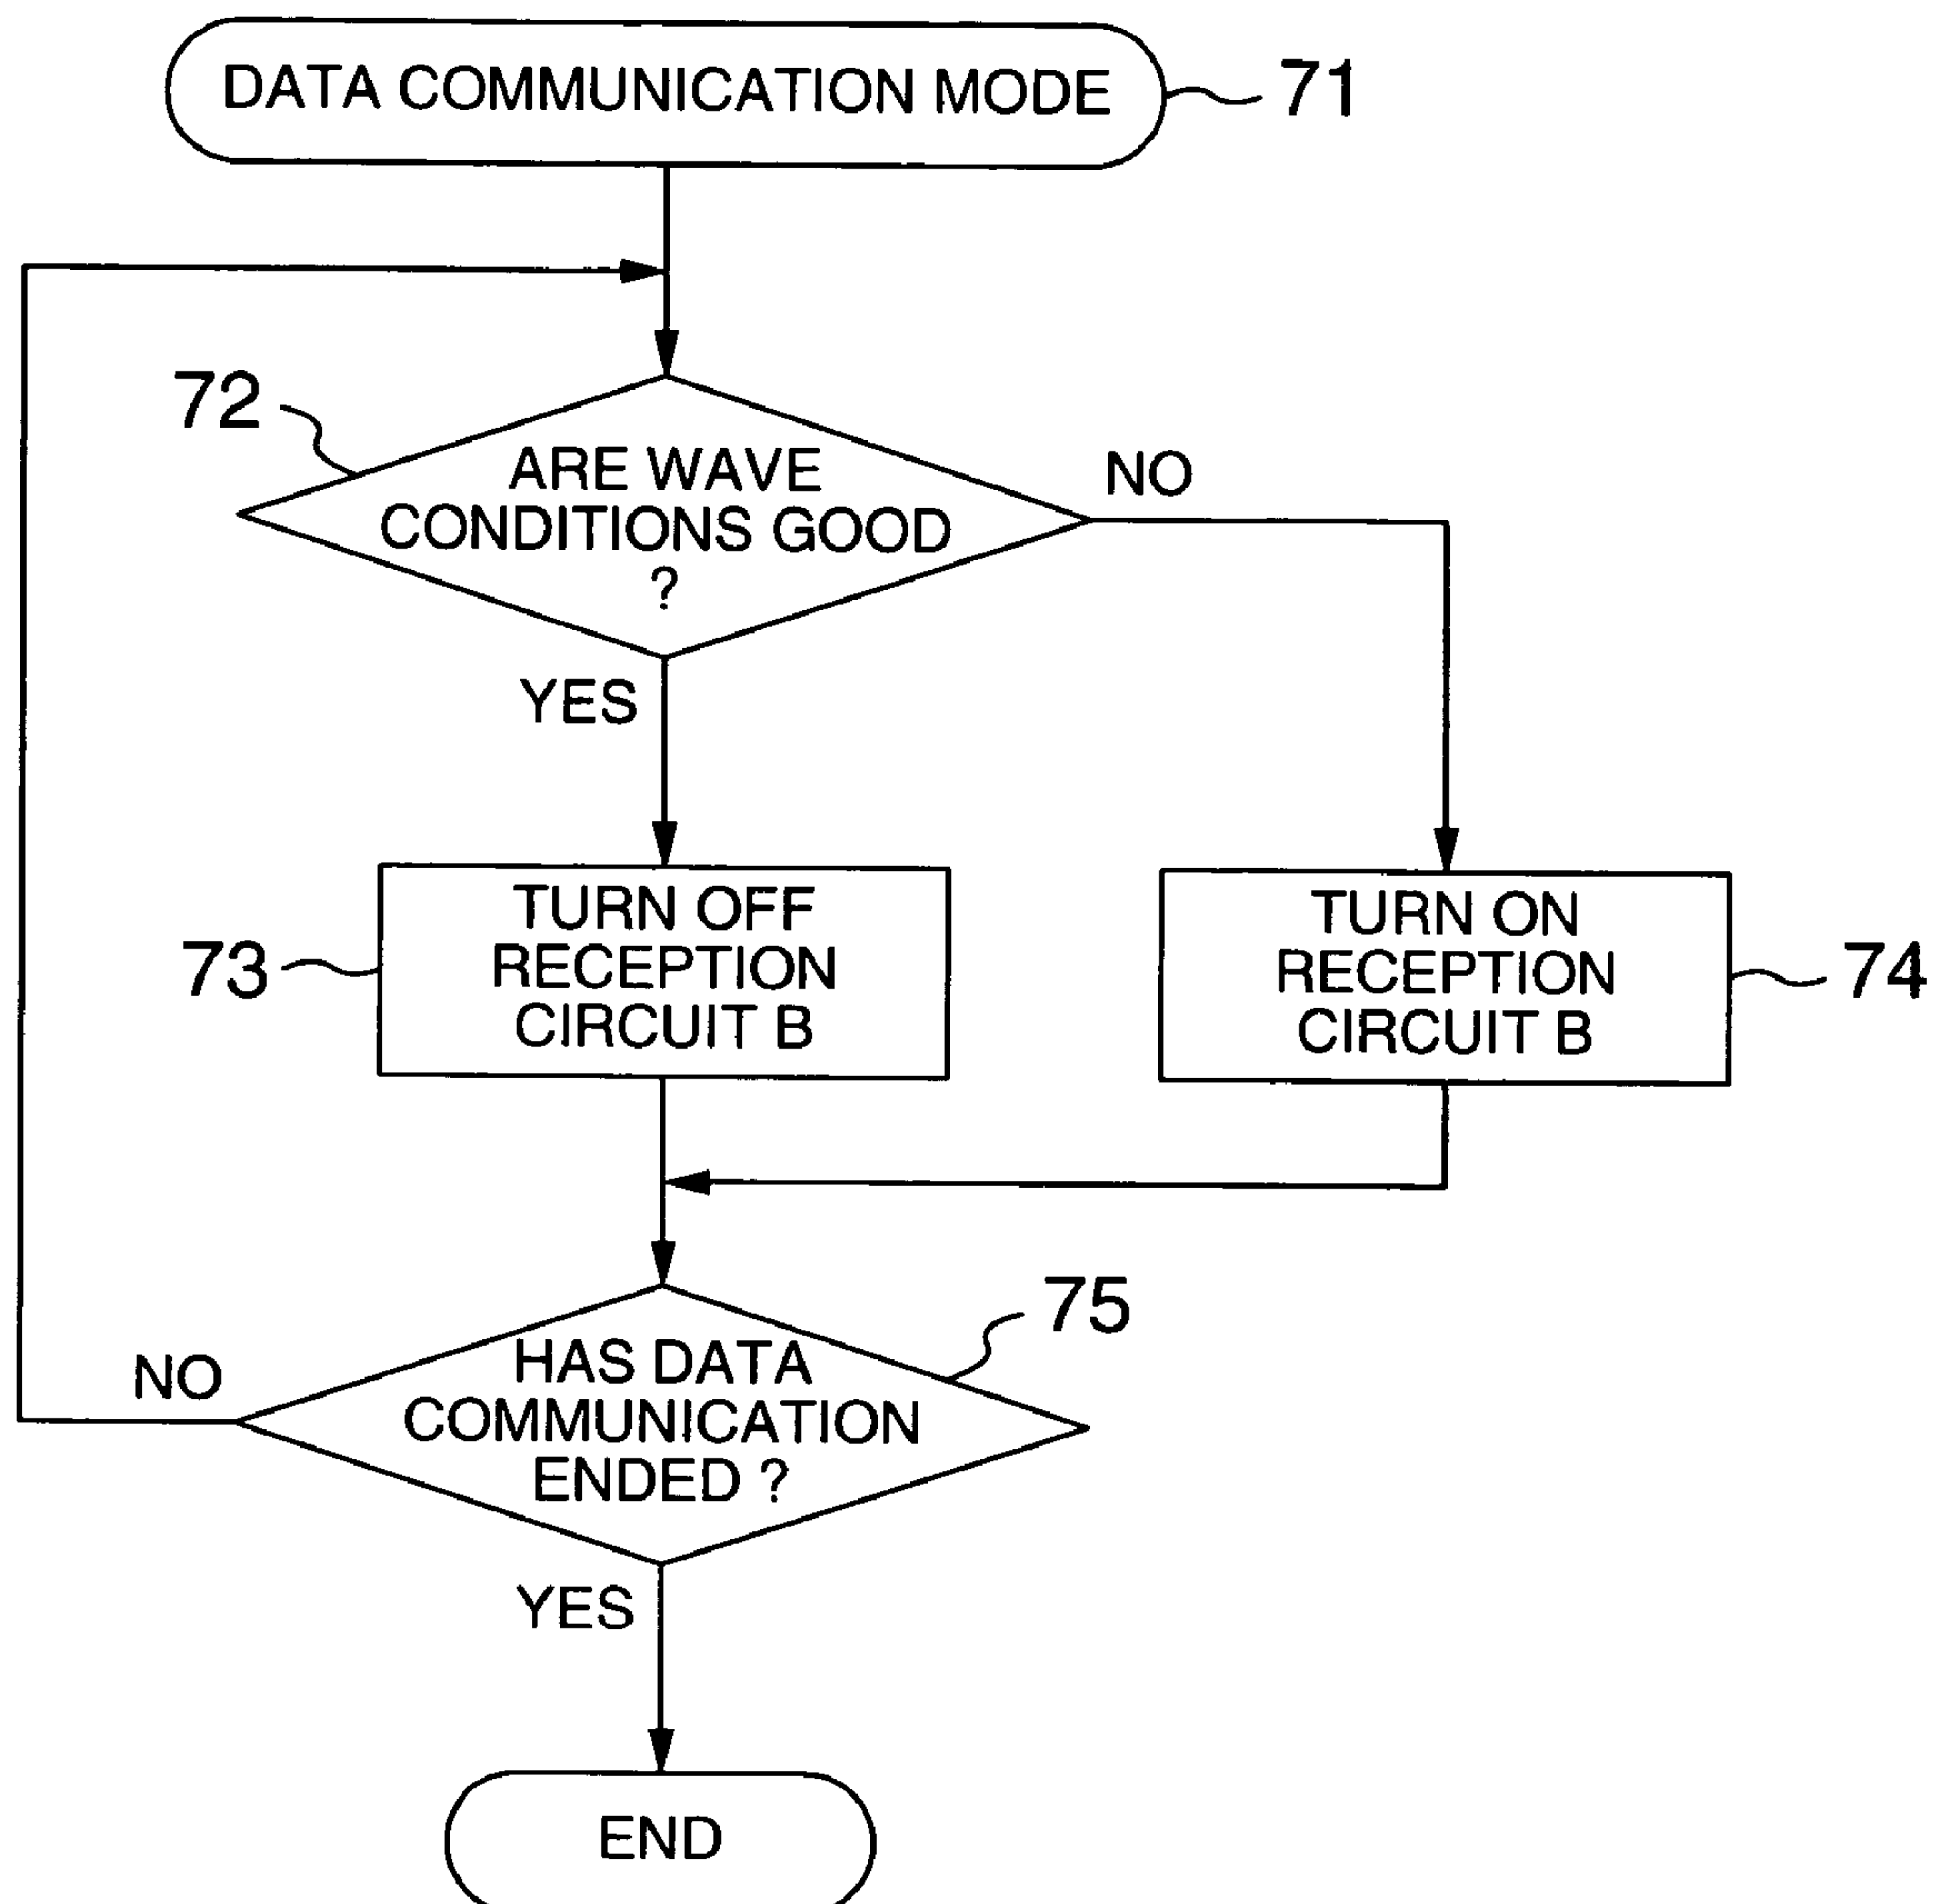 DATA COMMUNICATION MODE
71
72
ARE WAVE
CONDITIONS GOOD
?
NO
YES
73
TURN OFF
RECEPTION
CIRCUIT B
TURN ON
RECEPTION
CIRCUIT B
74
75
HAS DATA
COMMUNICATION
ENDED ?
NO
YES
END